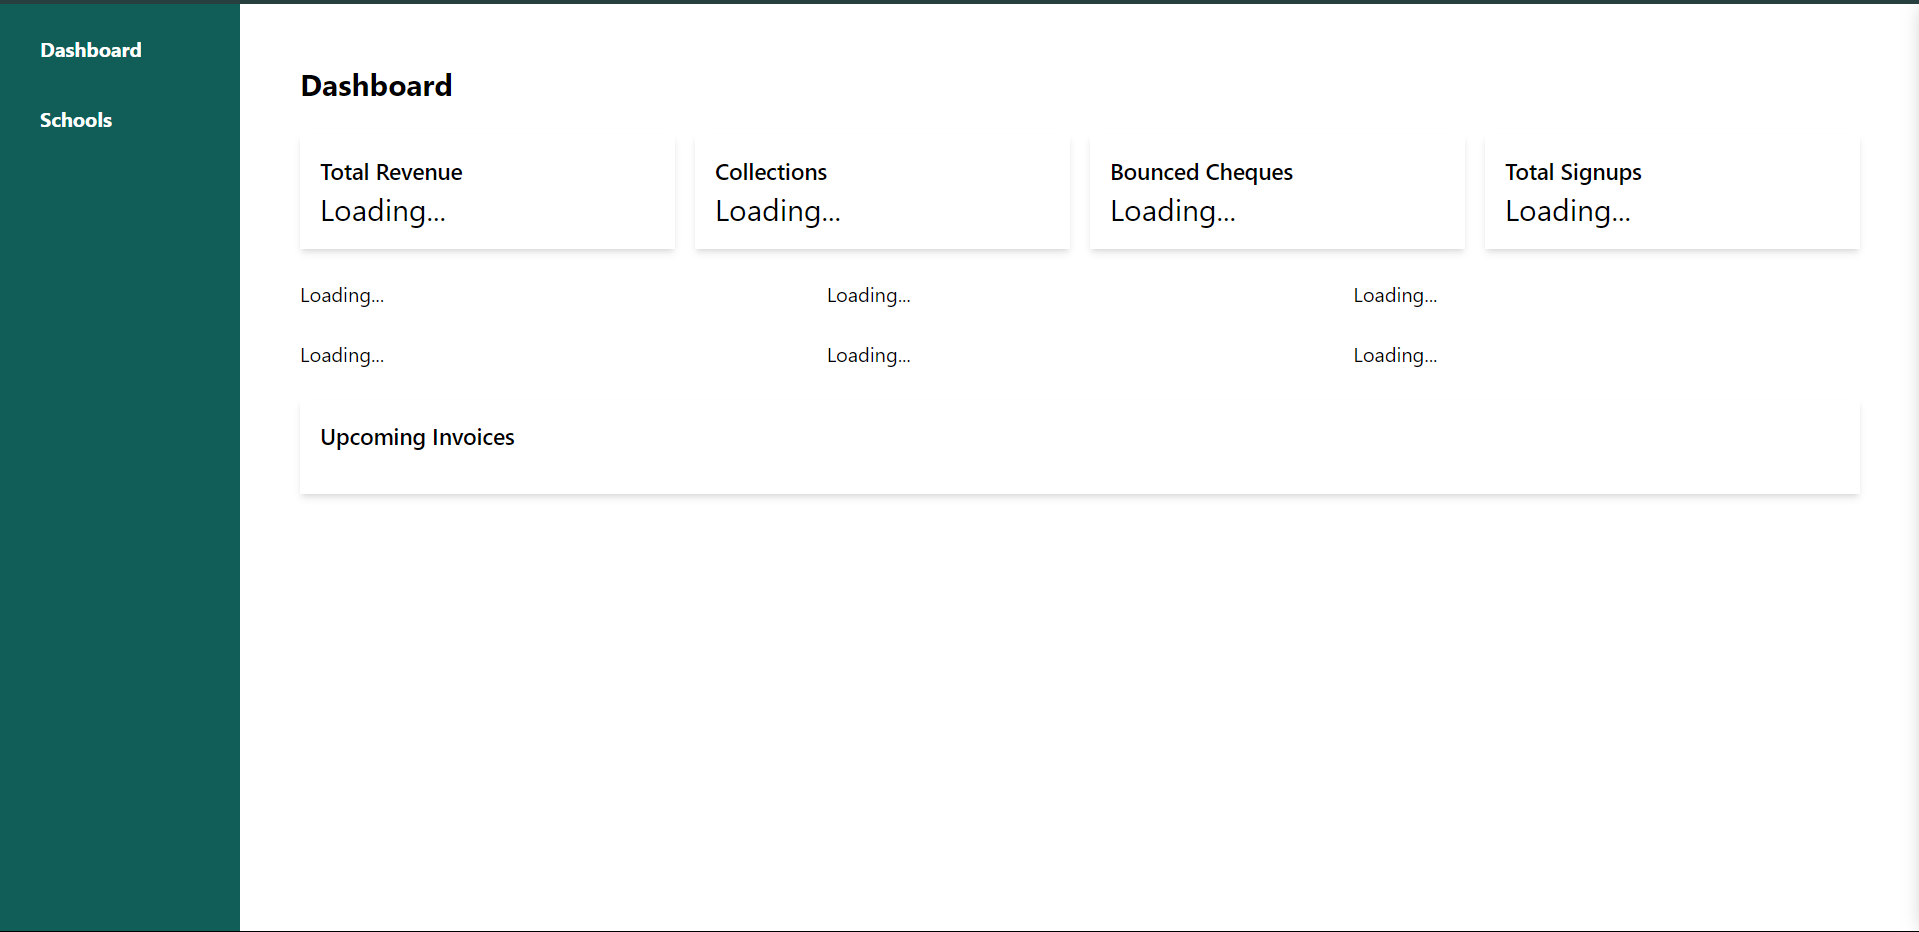 Dashboard
Schools
Dashboard
Total Revenue
Loading...
Collections
Loading...
Bounced Cheques
Loading...
Total Signups
Loading...
Loading...
Loading...
Loading...
Loading...
Loading...
Loading...
Upcoming Invoices